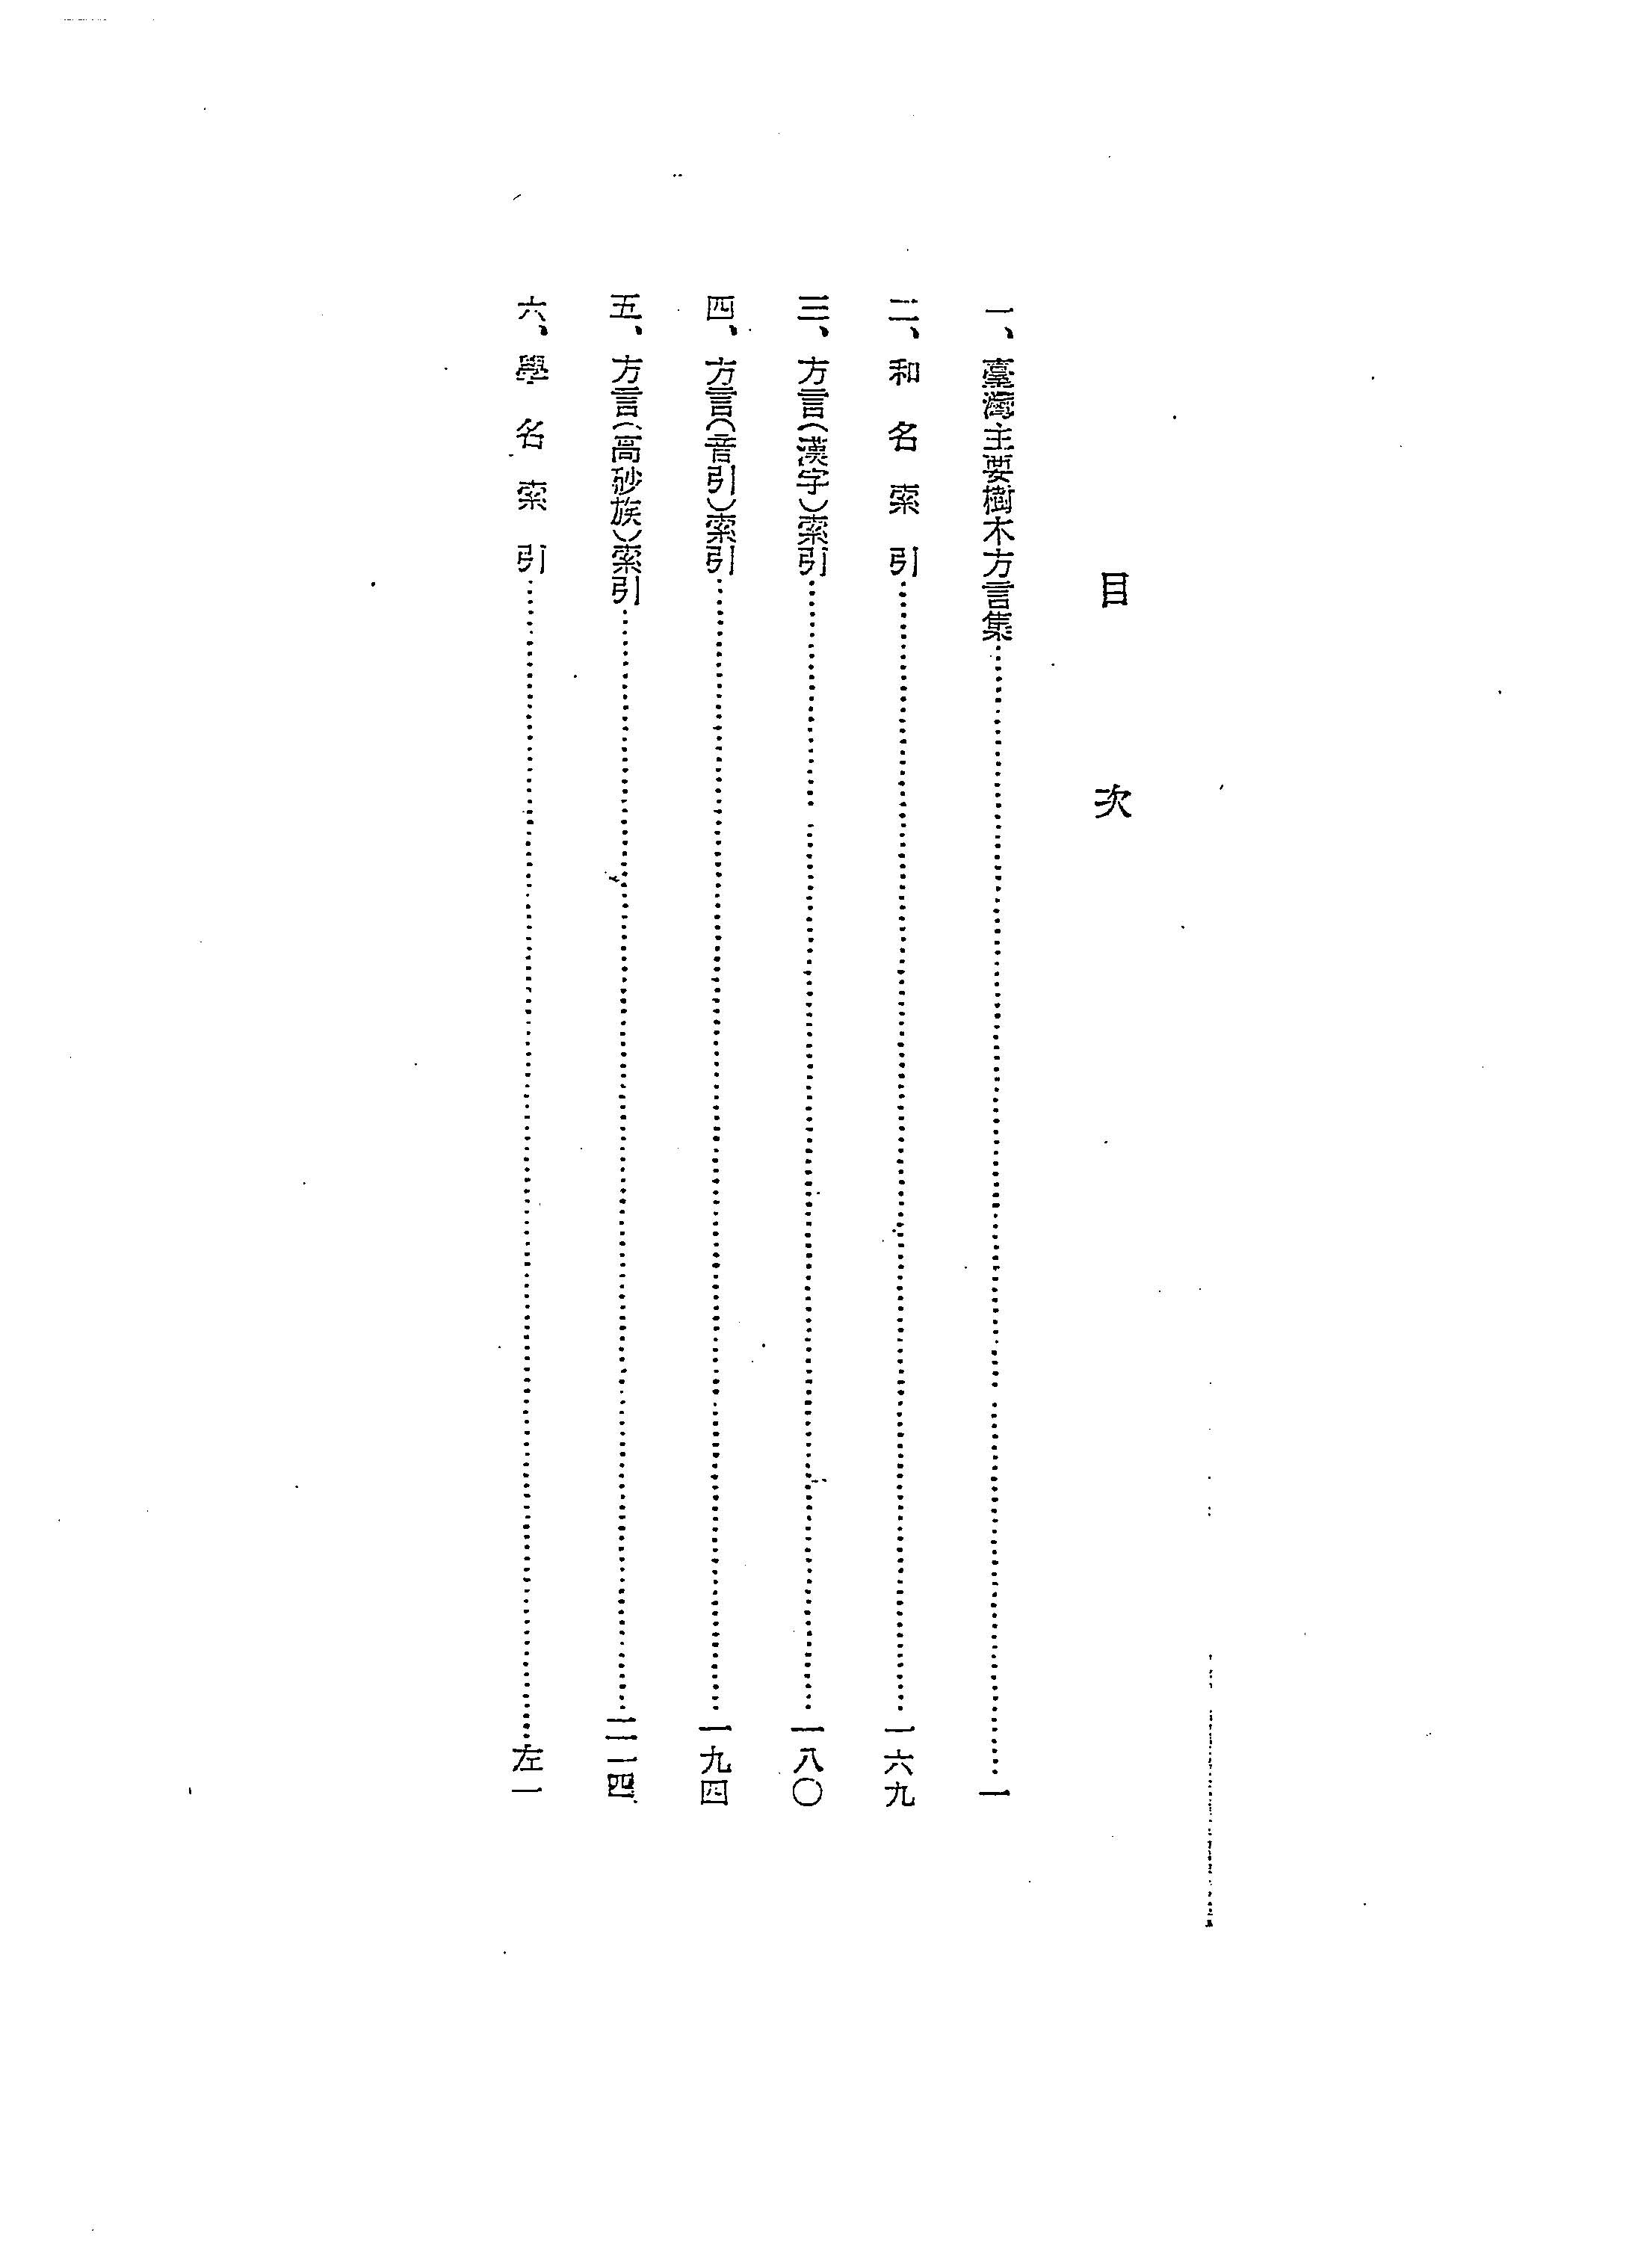 目次
一、臺灣主要樹木方言集……一
二、和名索引……一六九
三、方言(漢字)索引……一八〇
四、方言(音引)索引……一九四
五、方言(高砂族)索引……二一四
六、學名索引……左一